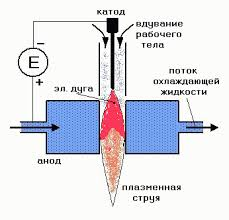 катод
вдувание
рабочего
тела
−
E
+
эл. дуга
поток
охлаждающей
жидкости
анод
плазменная
струя